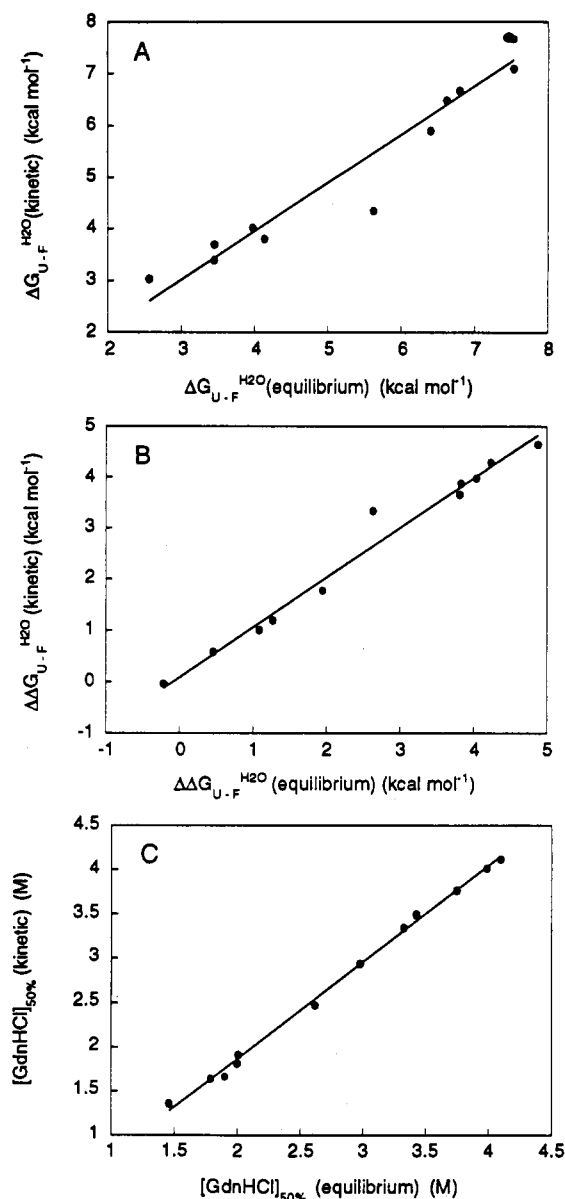 A
ΔG_{U-F}^{H2O}(kinetic) (kcal mol⁻¹)
8
7
6
5
4
3
2
2 3 4 5 6 7 8
ΔG_{U-F}^{H2O}(equilibrium) (kcal mol⁻¹)
B
ΔΔG_{U-F}^{H2O} (kinetic) (kcal mol⁻¹)
5
4
3
2
1
0
-1
-1 0 1 2 3 4 5
ΔΔG_{U-F}^{H2O} (equilibrium) (kcal mol⁻¹)
C
[GdnHCl]_{50%} (kinetic) (M)
4.5
4
3.5
3
2.5
2
1.5
1
1 1.5 2 2.5 3 3.5 4 4.5
[GdnHCl]_{50%} (equilibrium) (M)